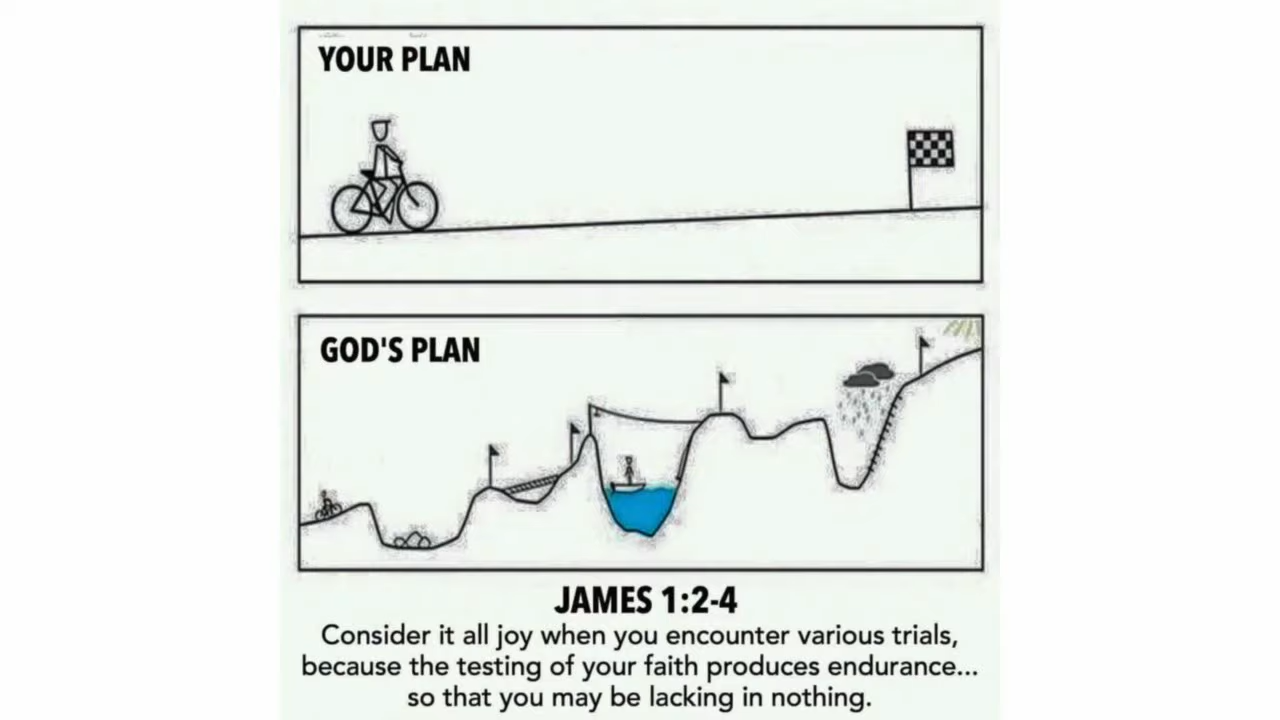 YOUR PLAN
GOD'S PLAN
JAMES 1:2-4
Consider it all joy when you encounter various trials,
because the testing of your faith produces endurance...
so that you may be lacking in nothing.